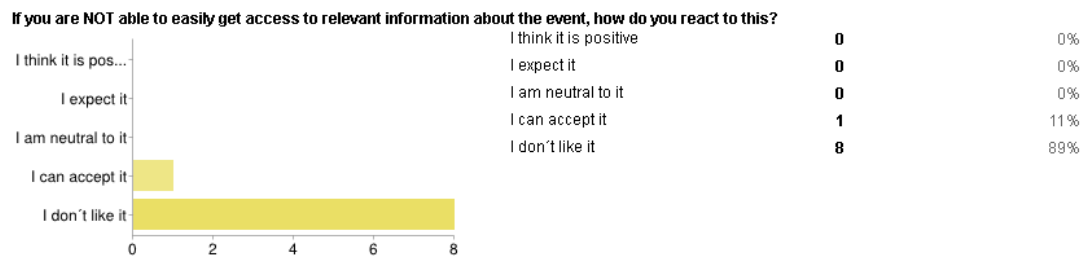 If you are NOT able to easily get access to relevant information about the event, how do you react to this?
I think it is pos...
I expect it
I am neutral to it
I can accept it
I don´t like it
0 2 4 6 8
I think it is positive 0 0%
I expect it 0 0%
I am neutral to it 0 0%
I can accept it 1 11%
I don´t like it 8 89%